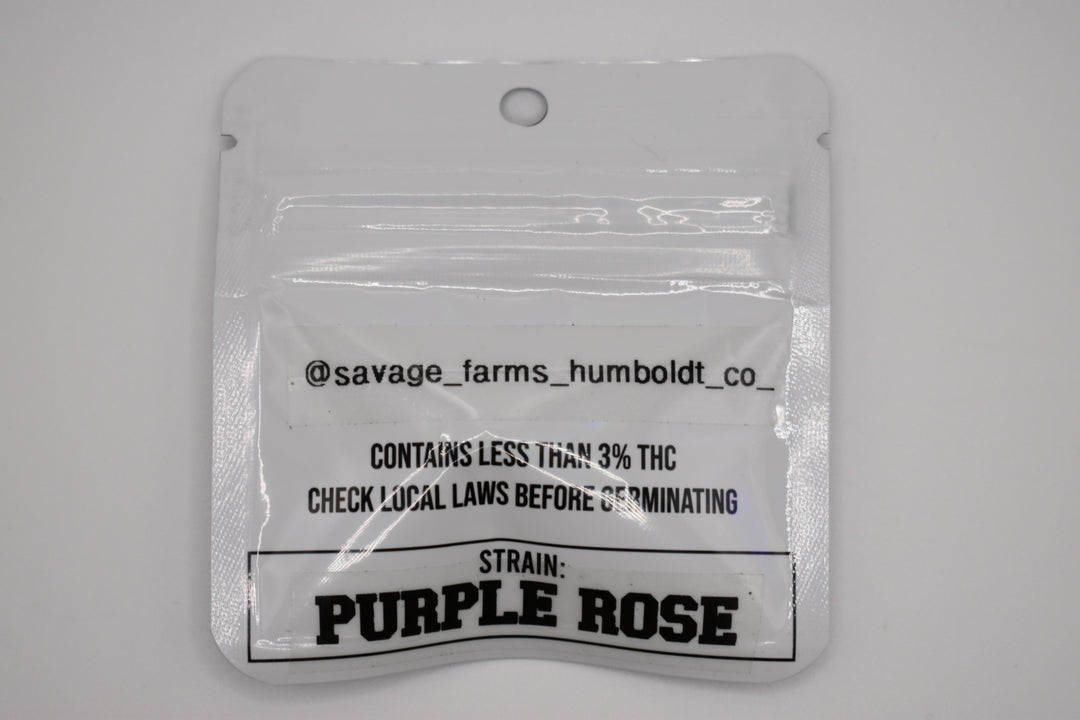 @savage_farms_humboldt_co_
CONTAINS LESS THAN 3% THC
CHECK LOCAL LAWS BEFORE GERMINATING
STRAIN:
PURPLE ROSE